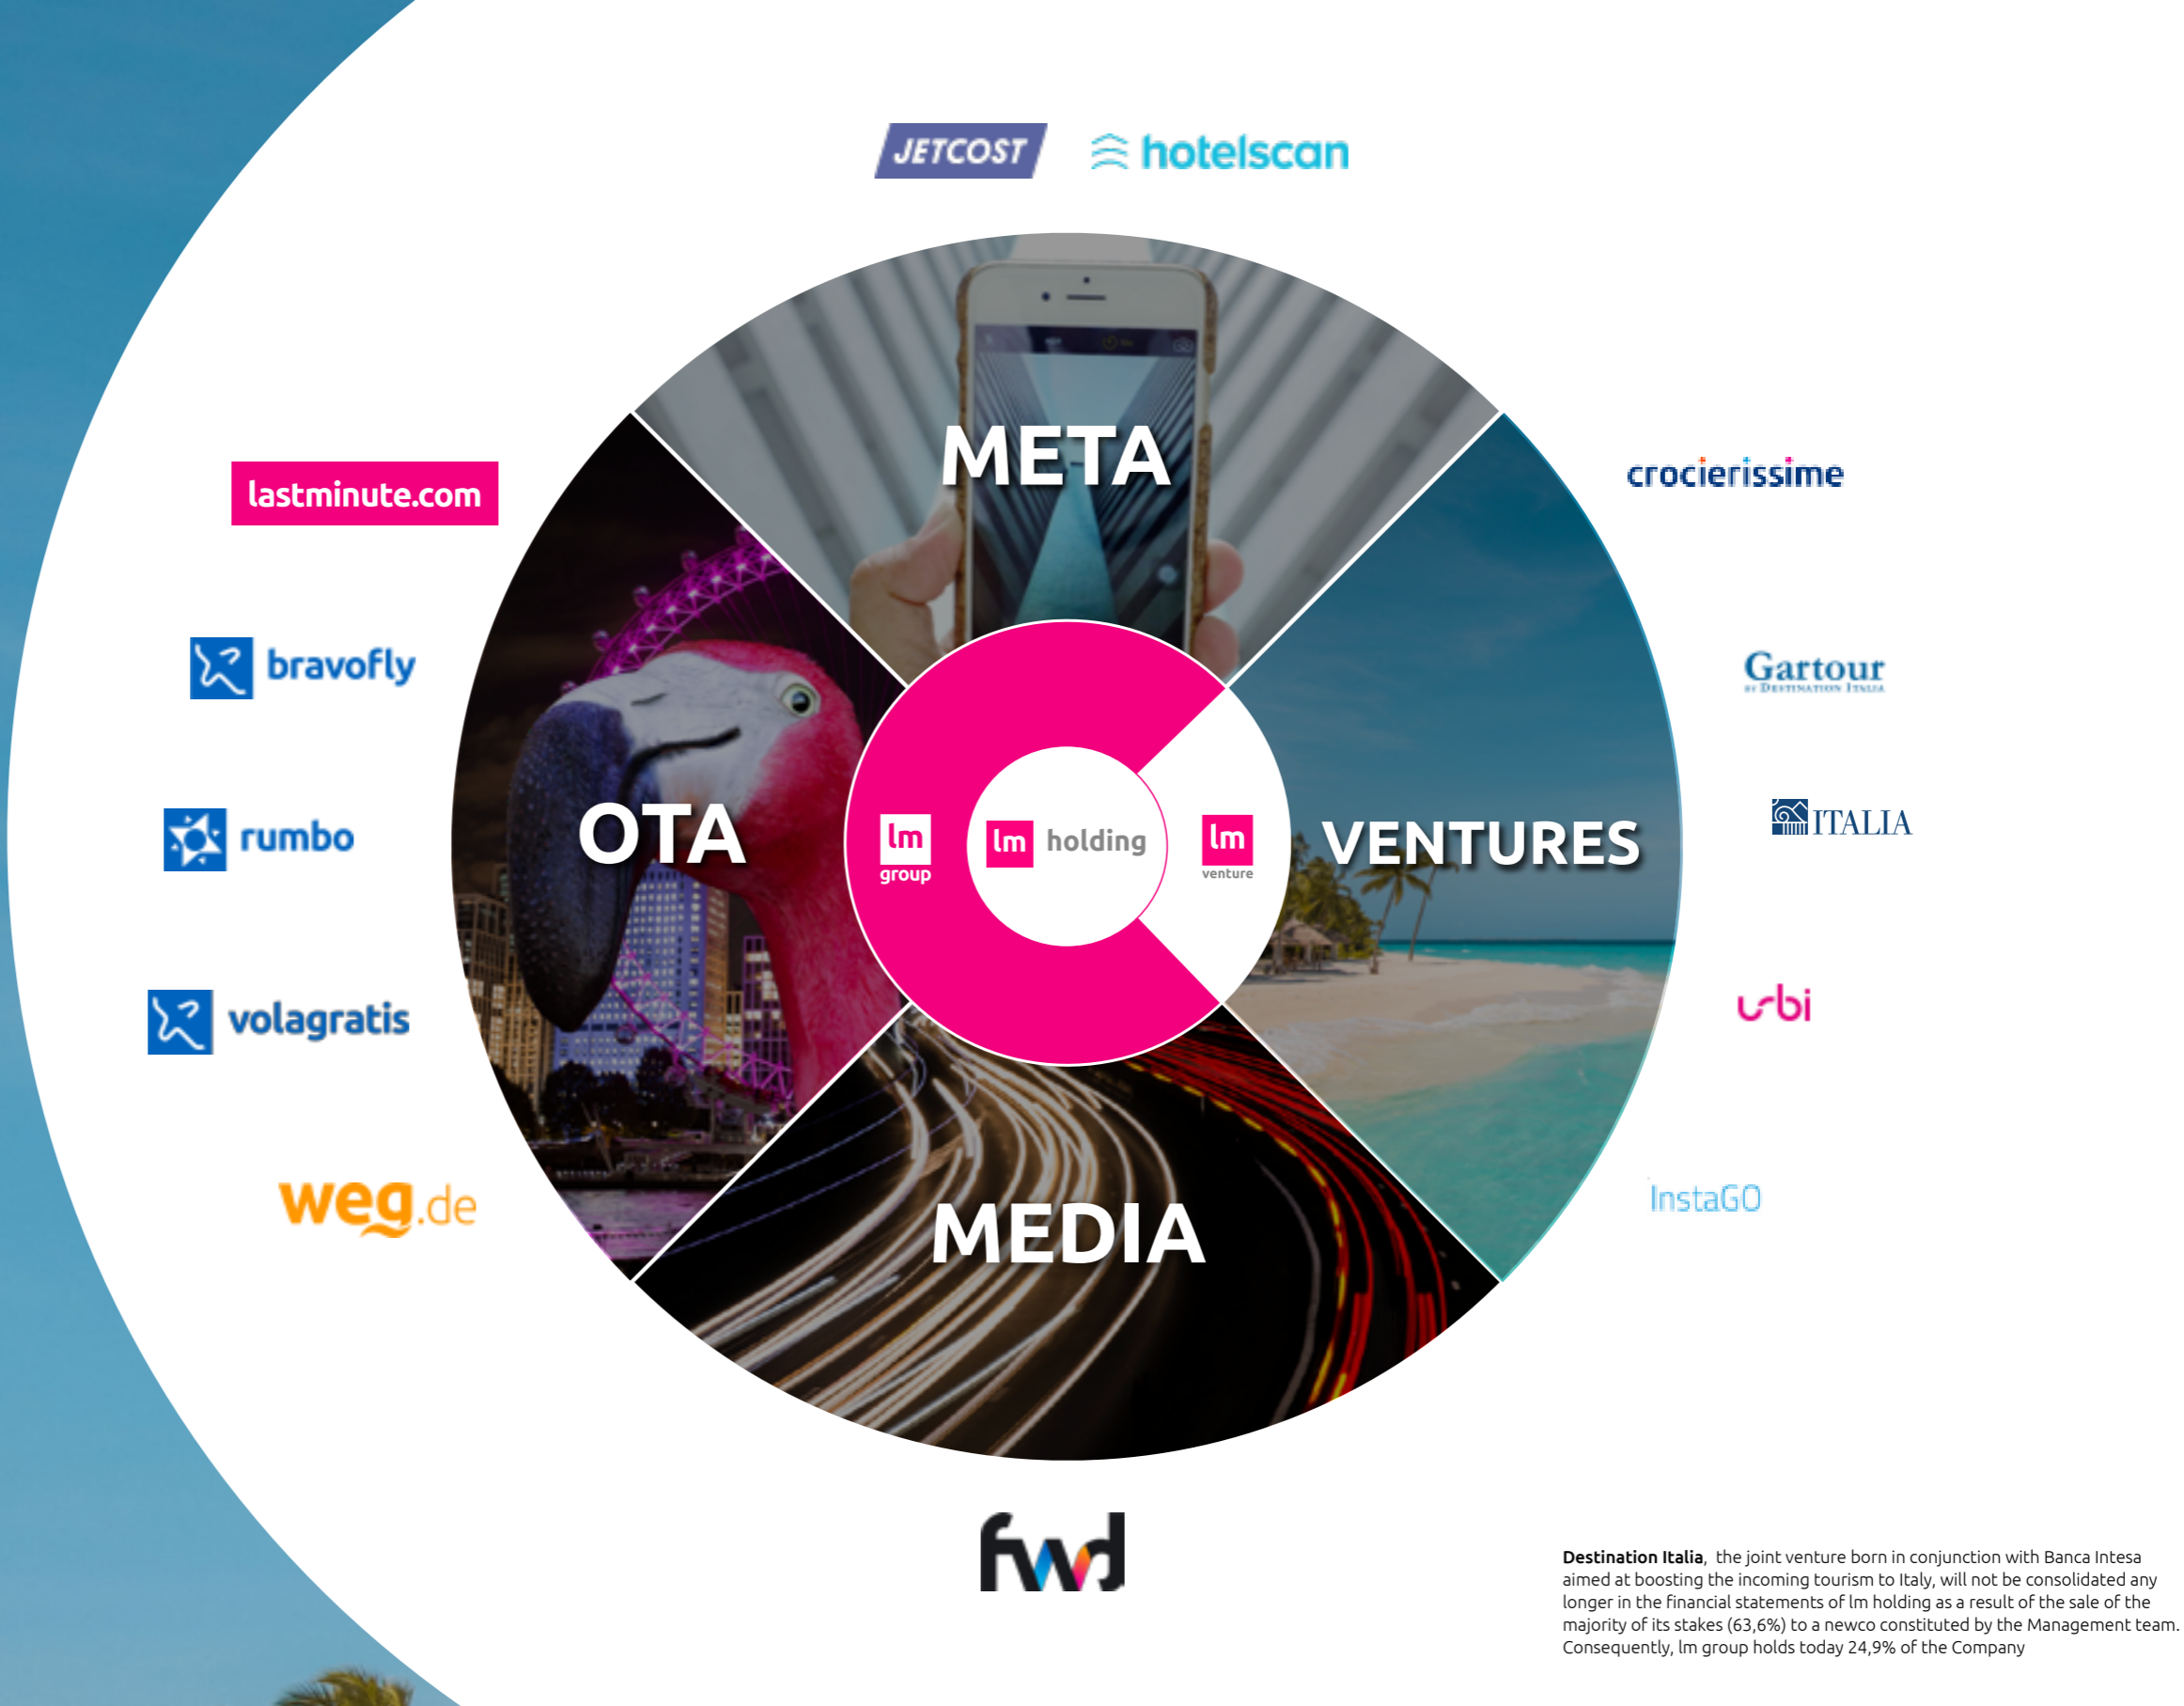 JETCOST
hotelscan
META
lastminute.com
crocierissime
bravofly
Gartour
BY DESTINATION ITALIA
rumbo
OTA
lm
group
lm holding
lm
venture
VENTURES
ITALIA
volagratis
urbi
weg.de
InstaGO
MEDIA
fwd
Destination Italia, the joint venture born in conjunction with Banca Intesa
aimed at boosting the incoming tourism to Italy, will not be consolidated any
longer in the financial statements of lm holding as a result of the sale of the
majority of its stakes (63,6%) to a newco constituted by the Management team.
Consequently, lm group holds today 24,9% of the Company